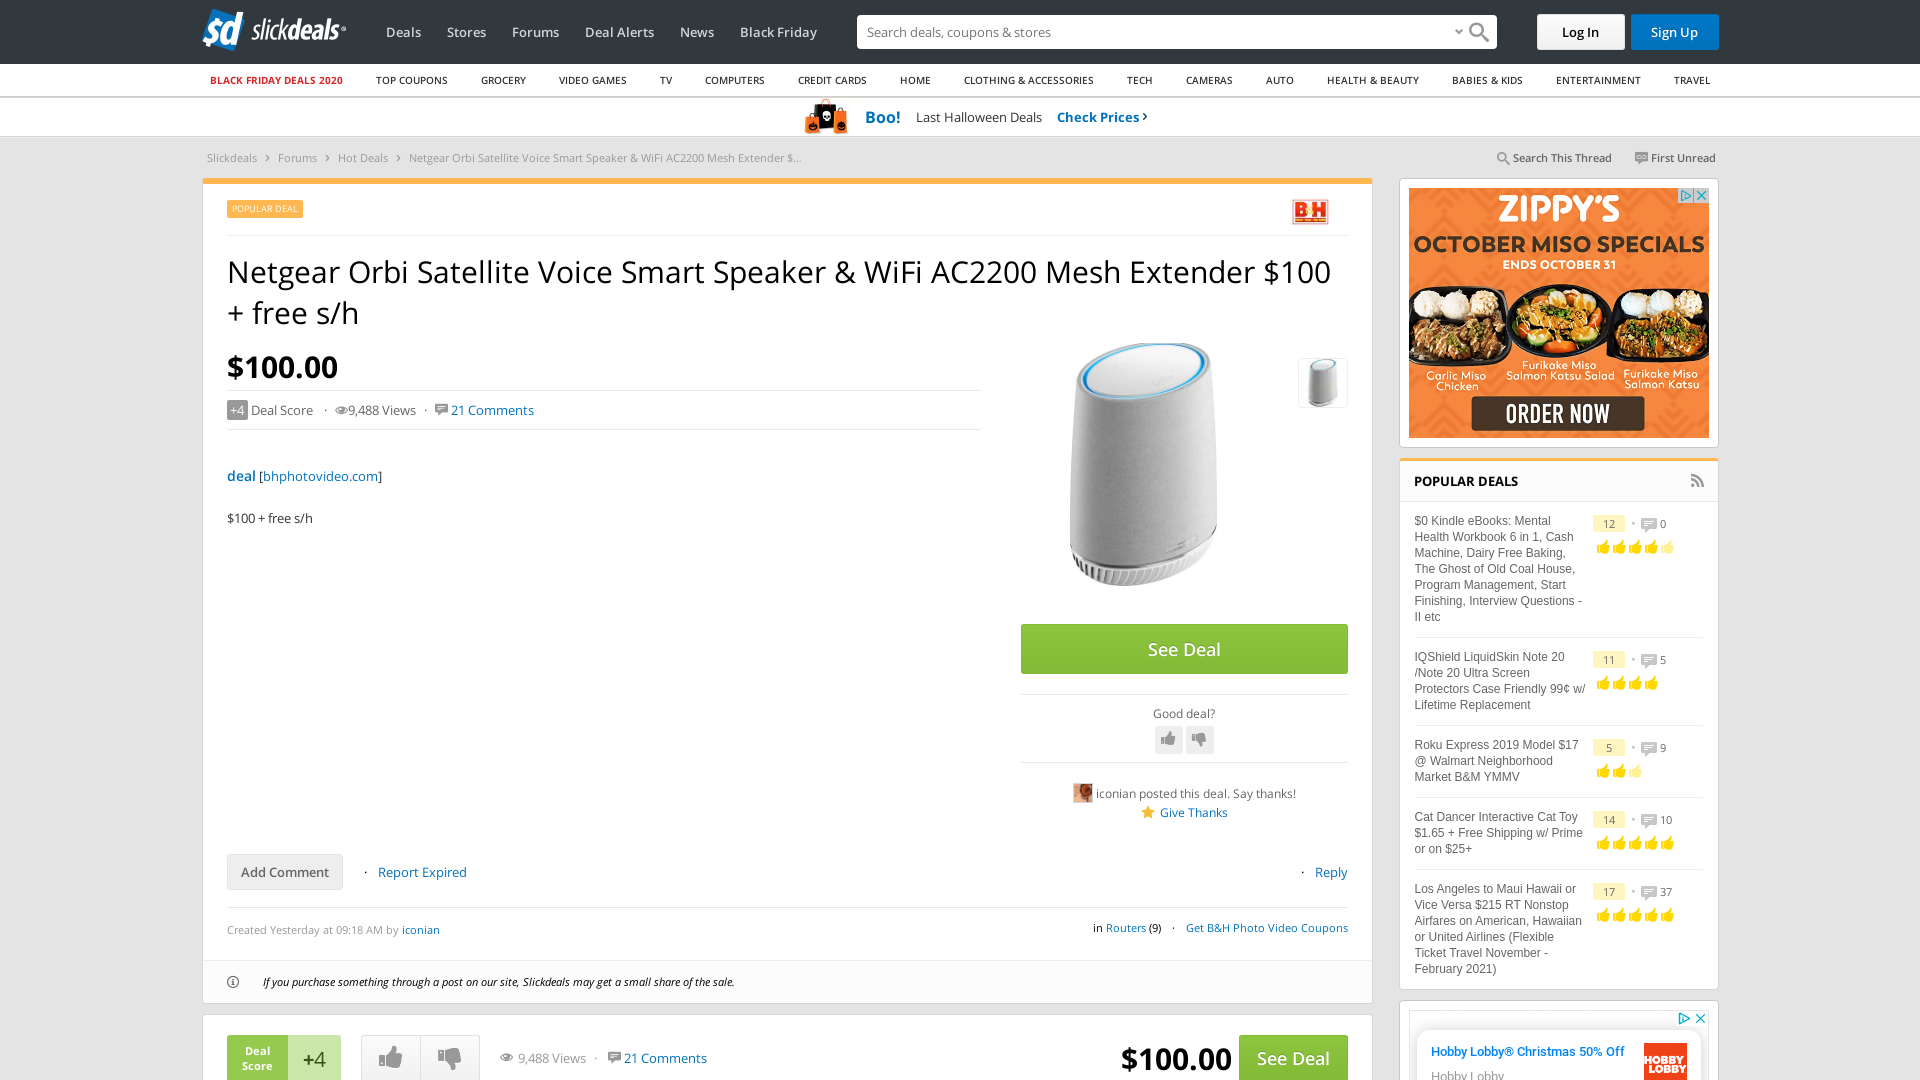 slickdeals
Deals Stores Forums Deal Alerts News Black Friday
Search deals, coupons & stores
Log In Sign Up
BLACK FRIDAY DEALS 2020 TOP COUPONS GROCERY VIDEO GAMES TV COMPUTERS CREDIT CARDS HOME CLOTHING & ACCESSORIES TECH CAMERAS AUTO HEALTH & BEAUTY BABIES & KIDS ENTERTAINMENT TRAVEL
Boo! Last Halloween Deals Check Prices
Slickdeals Forums Hot Deals Netgear Orbi Satellite Voice Smart Speaker & WiFi AC2200 Mesh Extender $...
Search This Thread First Unread
POPULAR DEAL
B&H
Netgear Orbi Satellite Voice Smart Speaker & WiFi AC2200 Mesh Extender $100
+ free s/h
$100.00
+4 Deal Score · 9,488 Views · 21 Comments
deal [bhphotovideo.com]
$100 + free s/h
See Deal
Good deal?
iconian posted this deal. Say thanks!
Give Thanks
Add Comment · Report Expired
· Reply
Created Yesterday at 09:18 AM by iconian
in Routers (9) · Get B&H Photo Video Coupons
If you purchase something through a post on our site, Slickdeals may get a small share of the sale.
Deal
Score
+4
9,488 Views · 21 Comments
$100.00 See Deal
ZIPPY'S
OCTOBER MISO SPECIALS
ENDS OCTOBER 31
Garlic Miso
Chicken
Furikake Miso
Salmon Katsu Salad
Furikake Miso
Salmon Katsu
ORDER NOW
POPULAR DEALS
$0 Kindle eBooks: Mental
Health Workbook 6 in 1, Cash
Machine, Dairy Free Baking,
The Ghost of Old Coal House,
Program Management, Start
Finishing, Interview Questions -
II etc
12 · 0
IQShield LiquidSkin Note 20
/Note 20 Ultra Screen
Protectors Case Friendly 99¢ w/
Lifetime Replacement
11 · 5
Roku Express 2019 Model $17
@ Walmart Neighborhood
Market B&M YMMV
5 · 9
Cat Dancer Interactive Cat Toy
$1.65 + Free Shipping w/ Prime
or on $25+
14 · 10
Los Angeles to Maui Hawaii or
Vice Versa $215 RT Nonstop
Airfares on American, Hawaiian
or United Airlines (Flexible
Ticket Travel November -
February 2021)
17 · 37
Hobby Lobby® Christmas 50% Off
Hobby Lobby
HOBBY
LOBBY